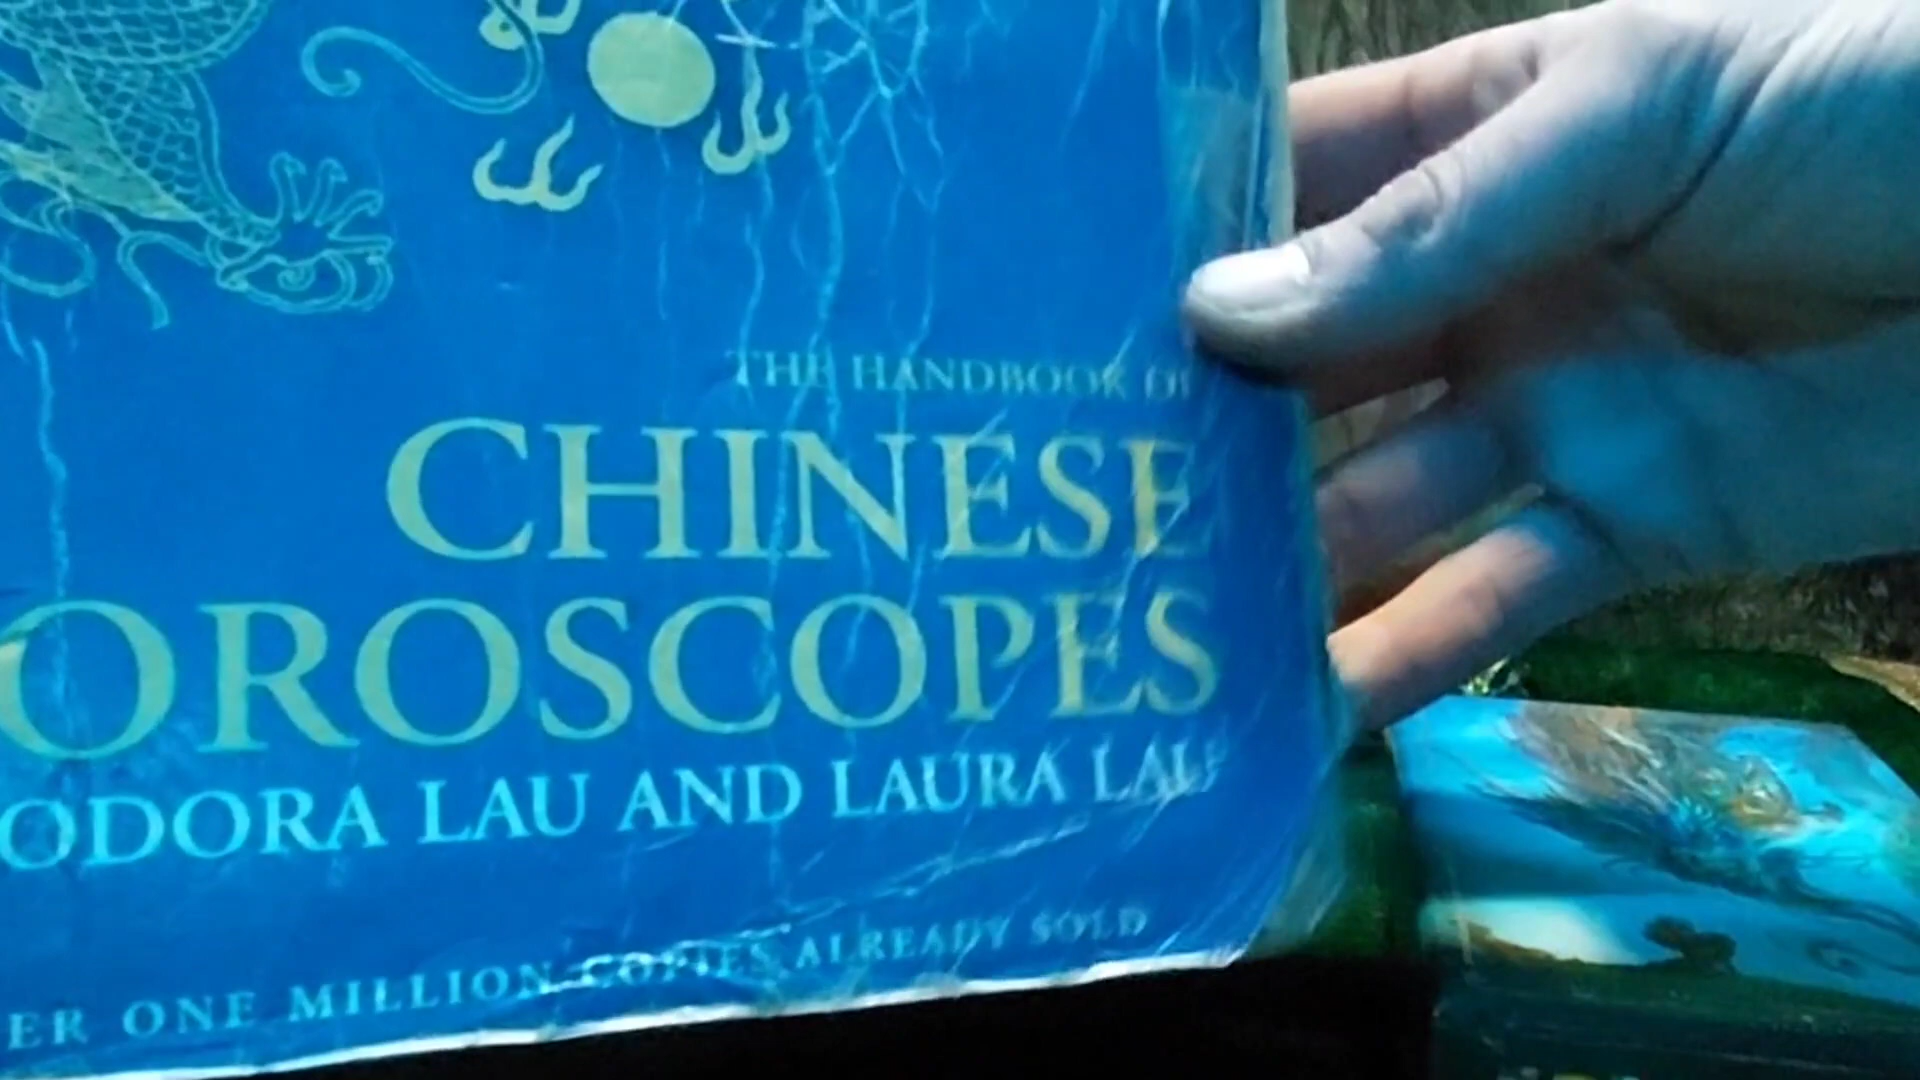 THE HANDBOOK OF
CHINESE
OROSCOPES
ODORA LAU AND LAURA LAU
ER ONE MILLION COPIES ALREADY SOLD